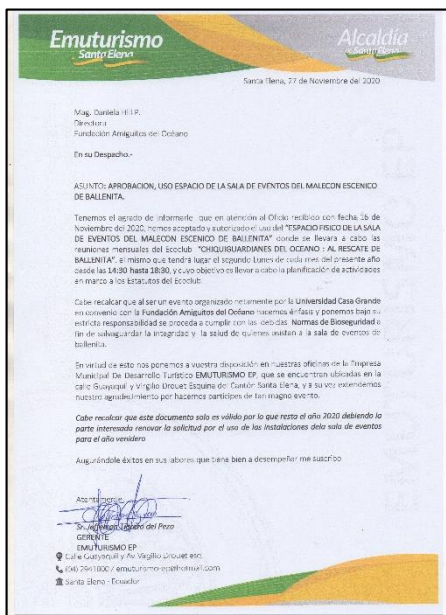 Emuturismo
Santa Elena
Alcaldía
Santa Elena
Santa Elena, 27 de Noviembre del 2020
Mag. Daniela Hill P.
Directora
Fundación Amiguitos del Océano
En su Despacho.-
ASUNTO: APROBACION, USO ESPACIO DE LA SALA DE EVENTOS DEL MALECON ESCENICO
DE BALLENITA.
Tenemos el agrado de informarle que en atención al Oficio recibido con fecha 16 de
Noviembre del 2020, hemos aceptado y autorizado el uso del "ESPACIO FISICO DE LA SALA
DE EVENTOS DEL MALECON ESCENICO DE BALLENITA" donde se llevara a cabo las
reuniones mensuales del Ecoclub "CHIQUIGUARDIANES DEL OCEANO : AL RESCATE DE
BALLENITA", el mismo que tendrá lugar el segundo Lunes de cada mes del presente año
desde las 14:30 hasta 18:30, y cuyo objetivo es llevar a cabo la planificación de actividades
en marco a los Estatutos del Ecoclub
Cabe recalcar que al ser un evento organizado netamente por la Universidad Casa Grande
en convenio con la Fundación Amiguitos del Océano hacemos énfasis y ponemos bajo su
estricta responsabilidad se proceda a cumplir con las debidas Normas de Bioseguridad a
fin de salvaguardar la integridad y la salud de quienes asistan a la sala de eventos de
ballenita.
En virtud de esto nos ponemos a vuestra disposición en nuestras oficinas de la Empresa
Municipal De Desarrollo Turístico EMUTURISMO EP, que se encuentran ubicadas en la
calle Guayaquil y Virgilio Drouet Esquina del Cantón Santa Elena, y a su vez extendemos
nuestro agradecimiento por hacernos participes de tan magno evento.
Cabe recalcar que este documento solo es válido por lo que resta el año 2020 debiendo la
parte interesada renovar la solicitud por el uso de las instalaciones dela sala de eventos
para el año venidero
Augurándole éxitos en sus labores que tiene bien a desempeñar me suscribo
Atentamente,
Sr. del Pezo
GERENTE
EMUTURISMO EP
Calle Guayaquil y Av. Virgilio Drouet esq.
(04) 2941000 / emuturismo-ep@hotmail.com
Santa Elena - Ecuador